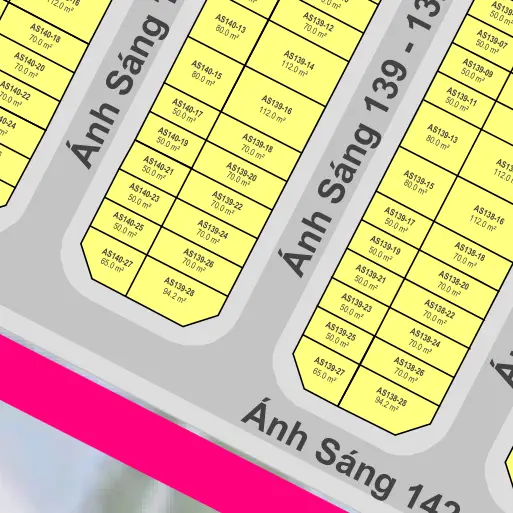 112.0 m²
AS140-18
70.0 m²
AS140-20
70.0 m²
AS140-22
70.0 m²
Ánh Sáng
AS140-13
80.0 m²
AS140-15
80.0 m²
AS140-17
50.0 m²
AS140-19
50.0 m²
AS140-21
50.0 m²
AS140-23
50.0 m²
AS140-25
50.0 m²
AS140-27
65.0 m²
AS139-12
70.0 m²
AS139-14
112.0 m²
AS139-16
112.0 m²
AS139-18
70.0 m²
AS139-20
70.0 m²
AS139-22
70.0 m²
AS139-24
70.0 m²
AS139-26
70.0 m²
AS139-28
94.2 m²
Ánh Sáng 139 - 13
AS139-07
50.0 m²
AS139-09
50.0 m²
AS139-11
50.0 m²
AS139-13
80.0 m²
AS139-15
80.0 m²
AS139-17
50.0 m²
AS139-19
50.0 m²
AS139-21
50.0 m²
AS139-23
50.0 m²
AS139-25
50.0 m²
AS139-27
65.0 m²
AS138-16
112.0 m²
AS138-18
70.0 m²
AS138-20
70.0 m²
AS138-22
70.0 m²
AS138-24
70.0 m²
AS138-26
70.0 m²
AS138-28
94.2 m²
Ánh Sáng 142